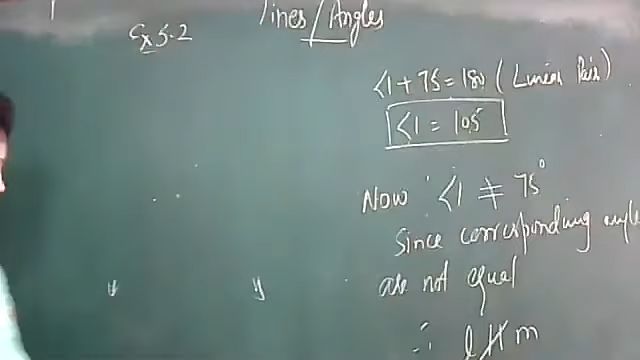 Lines/Angles
Ex 5.2
<1 + 75 = 180 (Linear Pair)
<1 = 105
Now <1 ≠ 75°
Since corresponding angle
are not equal
∴ l ∦ m